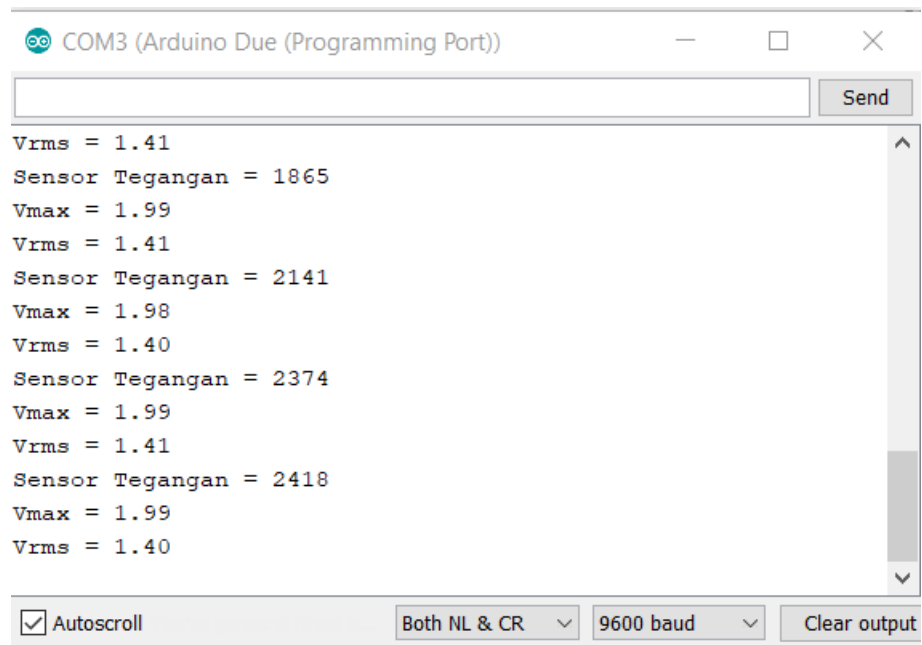 COM3 (Arduino Due (Programming Port))
Send
Vrms = 1.41
Sensor Tegangan = 1865
Vmax = 1.99
Vrms = 1.41
Sensor Tegangan = 2141
Vmax = 1.98
Vrms = 1.40
Sensor Tegangan = 2374
Vmax = 1.99
Vrms = 1.41
Sensor Tegangan = 2418
Vmax = 1.99
Vrms = 1.40
Autoscroll Both NL & CR 9600 baud Clear output